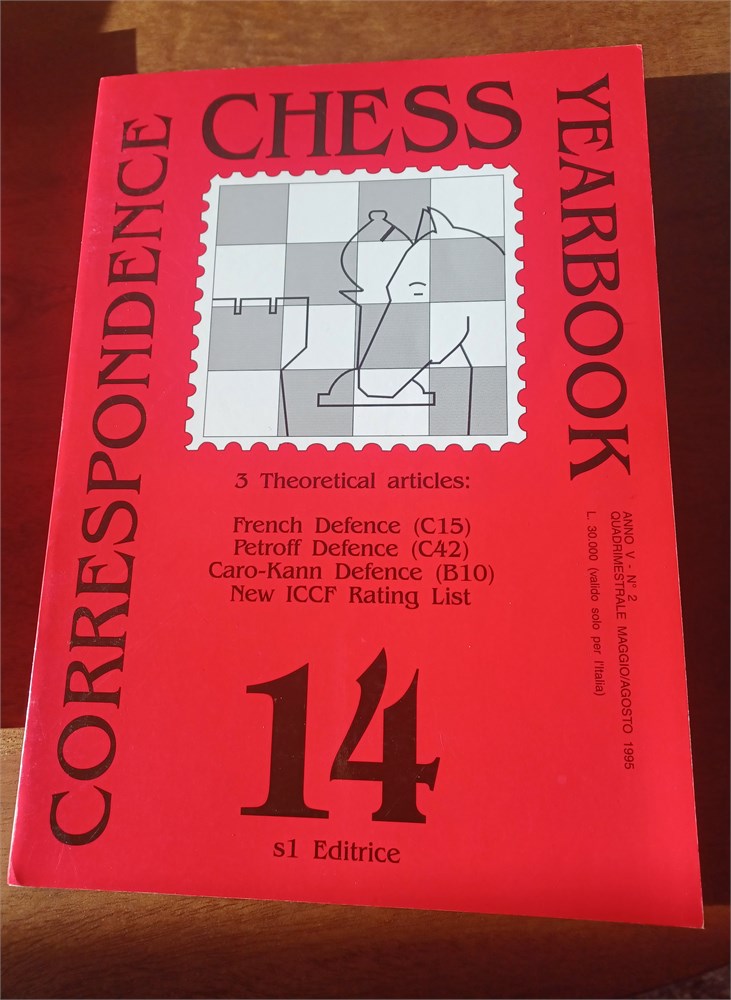 CORRESPONDENCE
CHESS
YEARBOOK
3 Theoretical articles:
French Defence (C15)
Petroff Defence (C42)
Caro-Kann Defence (B10)
New ICCF Rating List
ANNO V - N° 2
QUADRIMESTRALE MAGGIO/AGOSTO 1995
L. 30.000 (valido solo per l'Italia)
14
s1 Editrice